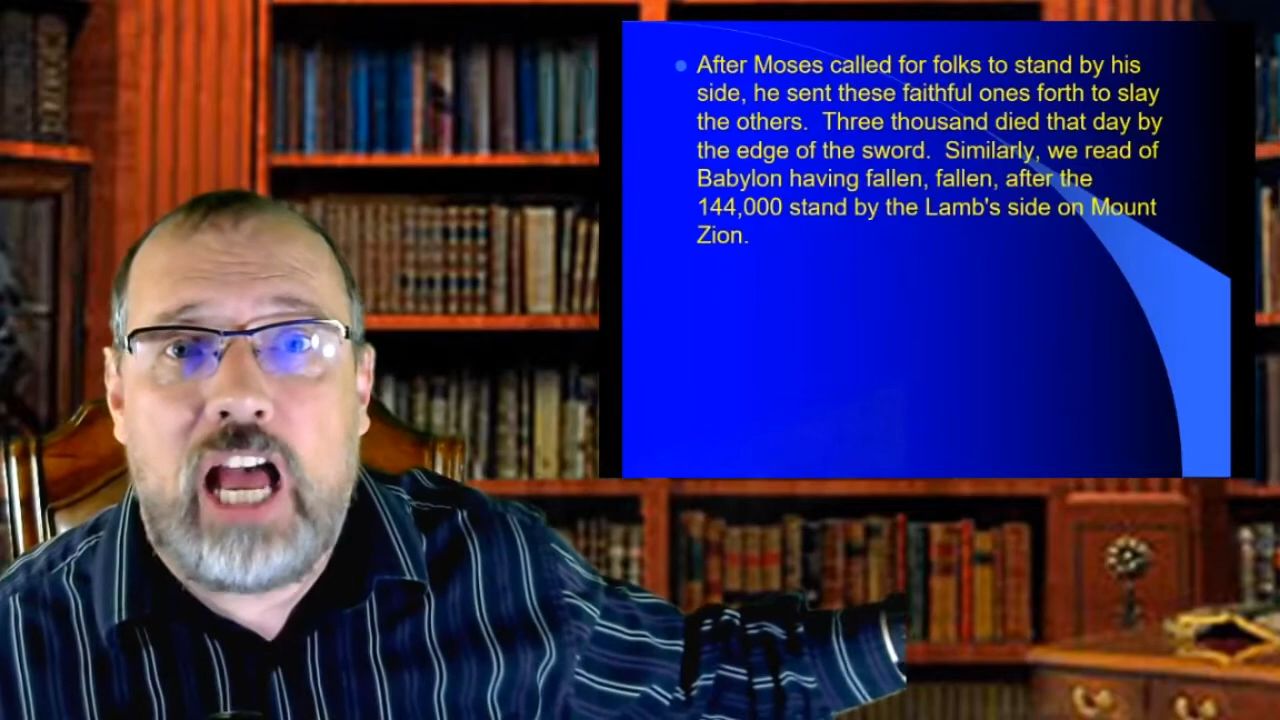 After Moses called for folks to stand by his
side, he sent these faithful ones forth to slay
the others.  Three thousand died that day by
the edge of the sword.  Similarly, we read of
Babylon having fallen, fallen, after the
144,000 stand by the Lamb's side on Mount
Zion.